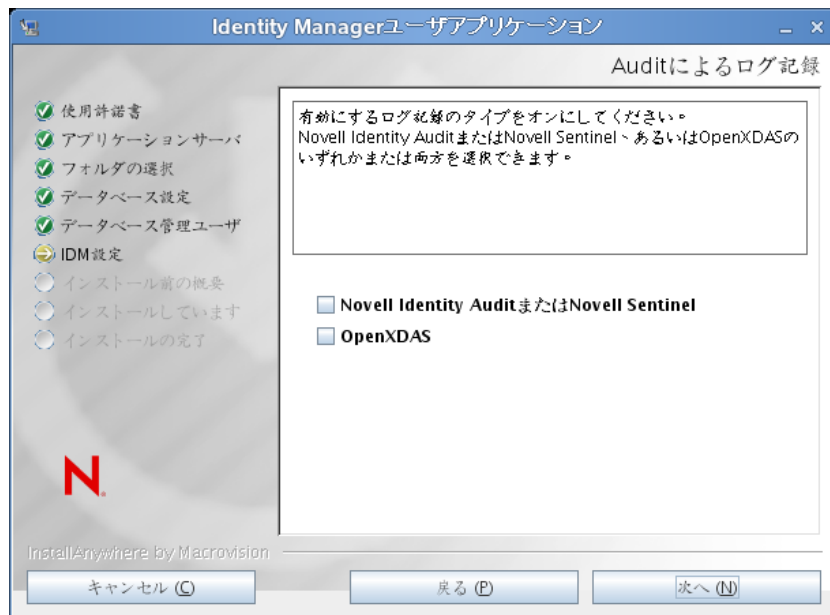 Identity Managerユーザアプリケーション
Auditによるログ記録
使用許諾書
アプリケーションサーバ
フォルダの選択
データベース設定
データベース管理ユーザ
IDM設定
インストール前の概要
インストールしています
インストールの完了
有効にするログ記録のタイプをオンにしてください。
Novell Identity AuditまたはNovell Sentinel、あるいはOpenXDASの
いずれかまたは両方を選択できます。
Novell Identity AuditまたはNovell Sentinel
OpenXDAS
N
InstallAnywhere by Macrovision
キャンセル (C)
戻る (P)
次へ (N)